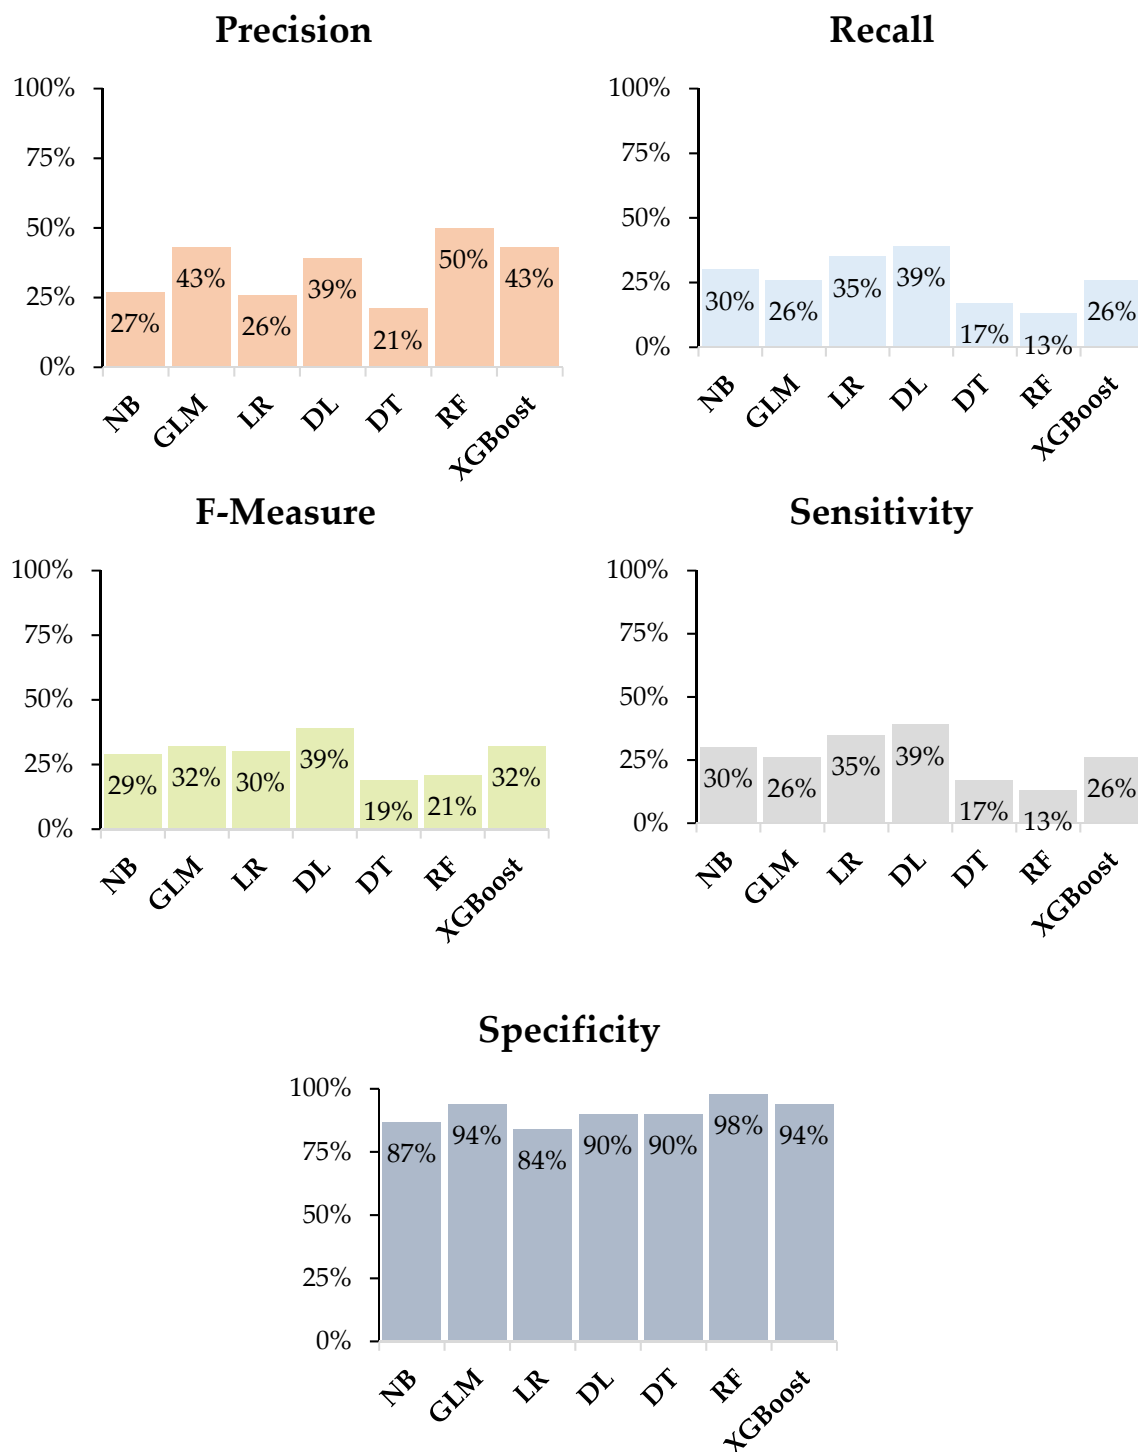 Precision
100%
75%
50%
25%
0%
27%
43%
26%
39%
21%
50%
43%
NB
GLM
LR
DL
DT
RF
XGBoost
Recall
100%
75%
50%
25%
0%
30%
26%
35%
39%
17%
13%
26%
NB
GLM
LR
DL
DT
RF
XGBoost
F-Measure
100%
75%
50%
25%
0%
29%
32%
30%
39%
19%
21%
32%
NB
GLM
LR
DL
DT
RF
XGBoost
Sensitivity
100%
75%
50%
25%
0%
30%
26%
35%
39%
17%
13%
26%
NB
GLM
LR
DL
DT
RF
XGBoost
Specificity
100%
75%
50%
25%
0%
87%
94%
84%
90%
90%
98%
94%
NB
GLM
LR
DL
DT
RF
XGBoost